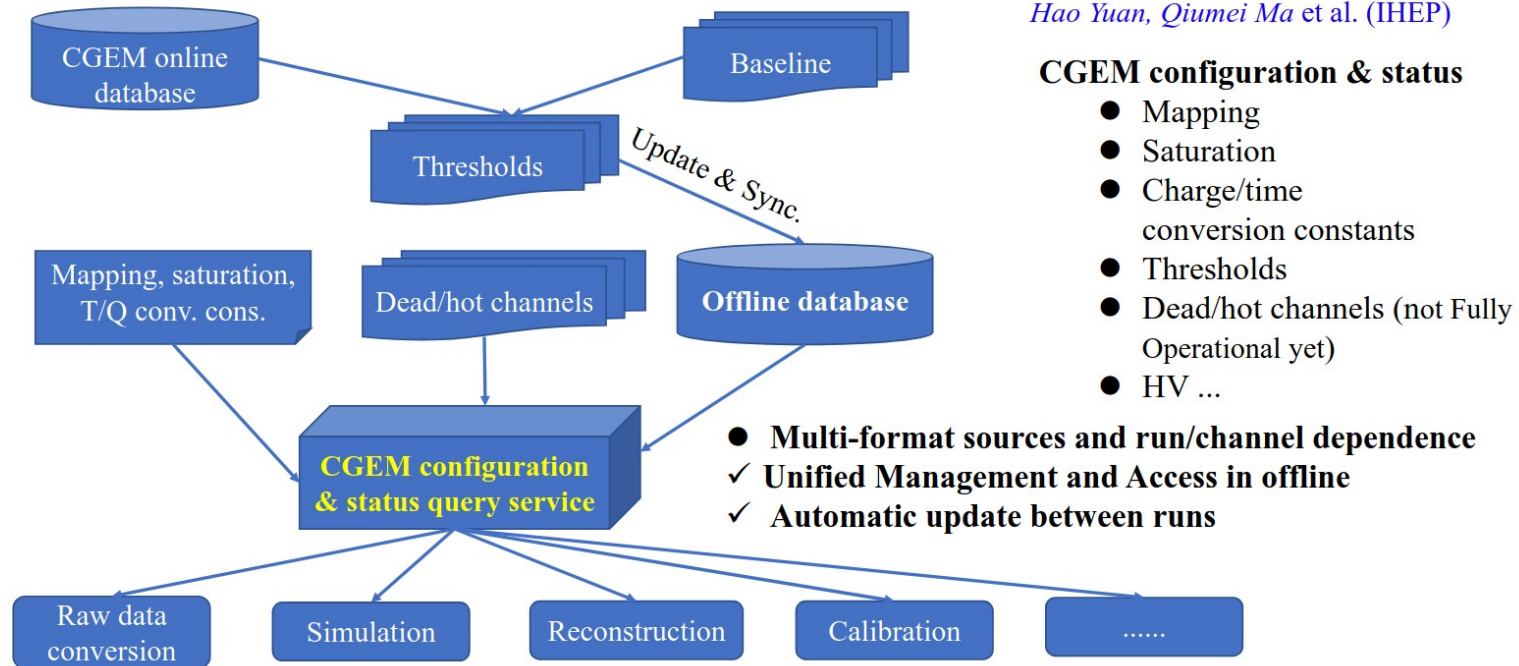 Hao Yuan, Qiumei Ma et al. (IHEP)
CGEM online
database
Baseline
Thresholds
Update & Sync.
Mapping, saturation,
T/Q conv. cons.
Dead/hot channels
Offline database
CGEM configuration
& status query service
Raw data
conversion
Simulation
Reconstruction
Calibration
......
CGEM configuration & status
● Mapping
● Saturation
● Charge/time
conversion constants
● Thresholds
● Dead/hot channels (not Fully
Operational yet)
● HV ...
● Multi-format sources and run/channel dependence
✓ Unified Management and Access in offline
✓ Automatic update between runs